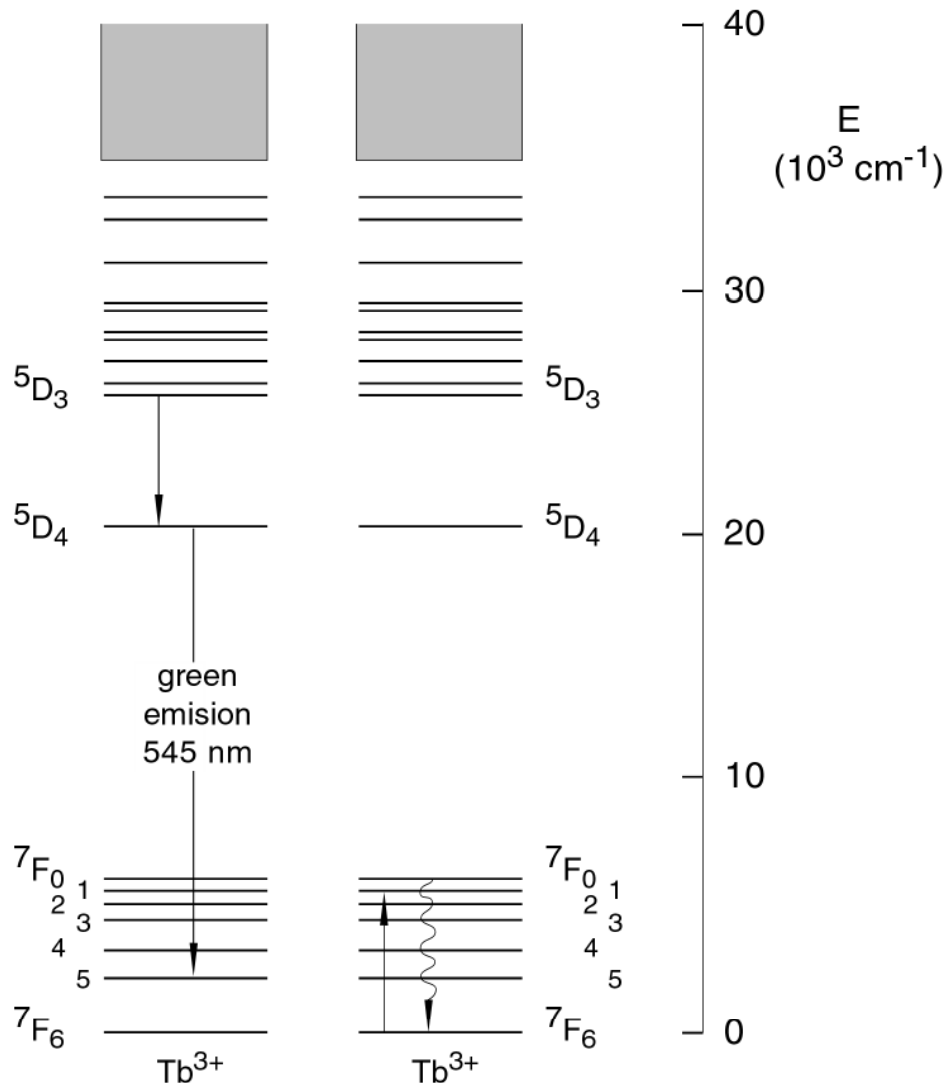 40
E
(10³ cm⁻¹)
30
⁵D₃ ⁵D₃
⁵D₄ ⁵D₄
20
green
emision
545 nm
10
⁷F₀ 1 ⁷F₀ 1
2 2
3 3
4 4
5 5
⁷F₆ ⁷F₆ 0
Tb³⁺ Tb³⁺